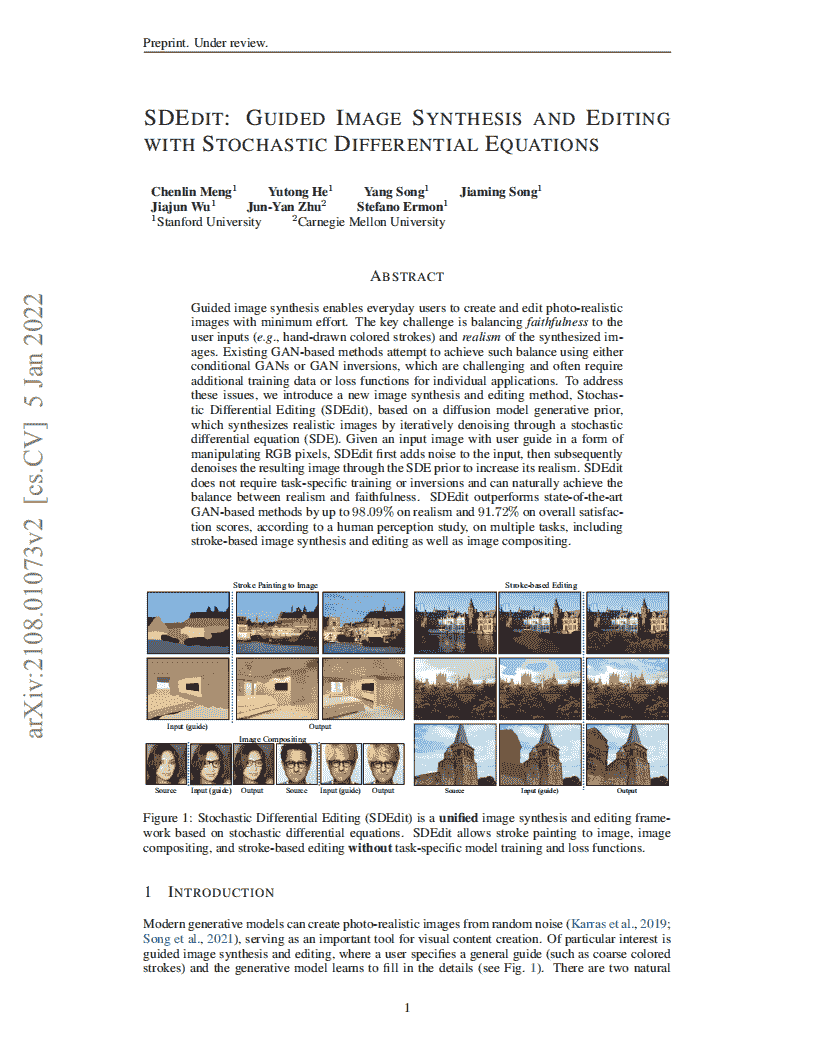 Preprint. Under review.
SDEDIT: GUIDED IMAGE SYNTHESIS AND EDITING
WITH STOCHASTIC DIFFERENTIAL EQUATIONS
Chenlin Meng¹ Yutong He¹ Yang Song¹ Jiaming Song¹
Jiajun Wu¹ Jun-Yan Zhu² Stefano Ermon¹
¹Stanford University ²Carnegie Mellon University
ABSTRACT
Guided image synthesis enables everyday users to create and edit photo-realistic
images with minimum effort. The key challenge is balancing faithfulness to the
user inputs (e.g., hand-drawn colored strokes) and realism of the synthesized im-
ages. Existing GAN-based methods attempt to achieve such balance using either
conditional GANs or GAN inversions, which are challenging and often require
additional training data or loss functions for individual applications. To address
these issues, we introduce a new image synthesis and editing method, Stochas-
tic Differential Editing (SDEdit), based on a diffusion model generative prior,
which synthesizes realistic images by iteratively denoising through a stochastic
differential equation (SDE). Given an input image with user guide in a form of
manipulating RGB pixels, SDEdit first adds noise to the input, then subsequently
denoises the resulting image through the SDE prior to increase its realism. SDEdit
does not require task-specific training or inversions and can naturally achieve the
balance between realism and faithfulness. SDEdit outperforms state-of-the-art
GAN-based methods by up to 98.09% on realism and 91.72% on overall satisfac-
tion scores, according to a human perception study, on multiple tasks, including
stroke-based image synthesis and editing as well as image compositing.
arXiv:2108.01073v2 [cs.CV] 5 Jan 2022
Stroke Painting to Image
Input (guide) Output
Image Compositing
Source Input (guide) Output Source Input (guide) Output
Stroke-based Editing
Source Input (guide) Output
Figure 1: Stochastic Differential Editing (SDEdit) is a unified image synthesis and editing frame-
work based on stochastic differential equations. SDEdit allows stroke painting to image, image
compositing, and stroke-based editing without task-specific model training and loss functions.
1 INTRODUCTION
Modern generative models can create photo-realistic images from random noise (Karras et al., 2019;
Song et al., 2021), serving as an important tool for visual content creation. Of particular interest is
guided image synthesis and editing, where a user specifies a general guide (such as coarse colored
strokes) and the generative model learns to fill in the details (see Fig. 1). There are two natural
1